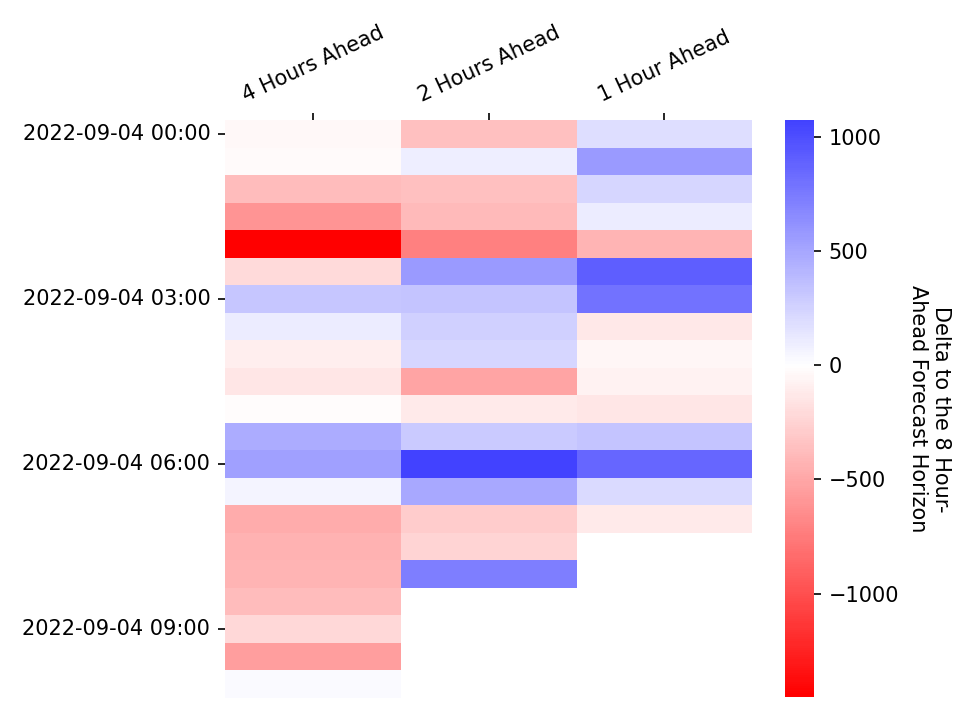 4 Hours Ahead
2 Hours Ahead
1 Hour Ahead
2022-09-04 00:00
2022-09-04 03:00
2022-09-04 06:00
2022-09-04 09:00
1000
500
0
−500
−1000
Delta to the 8 Hour-
Ahead Forecast Horizon